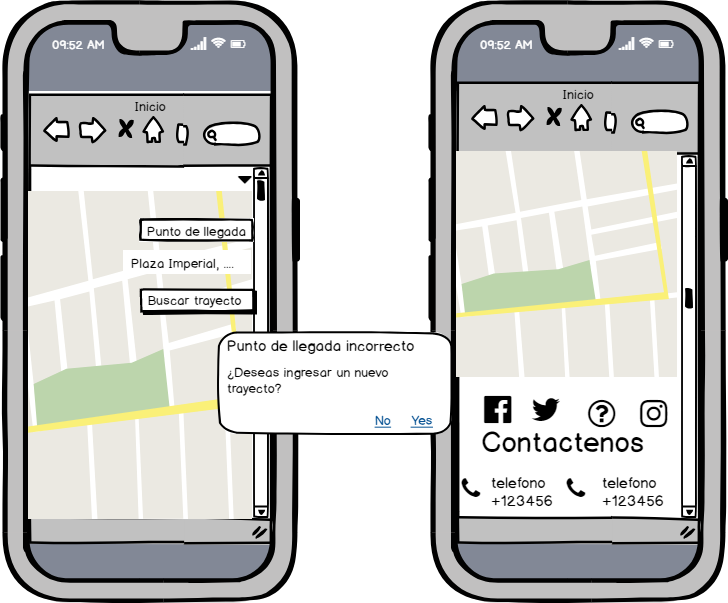 09:52 AM
Inicio
Punto de llegada
Plaza Imperial, ....
Buscar trayecto
Punto de llegada incorrecto
¿Deseas ingresar un nuevo
trayecto?
No Yes
09:52 AM
Inicio
Contactenos
telefono
+123456
telefono
+123456